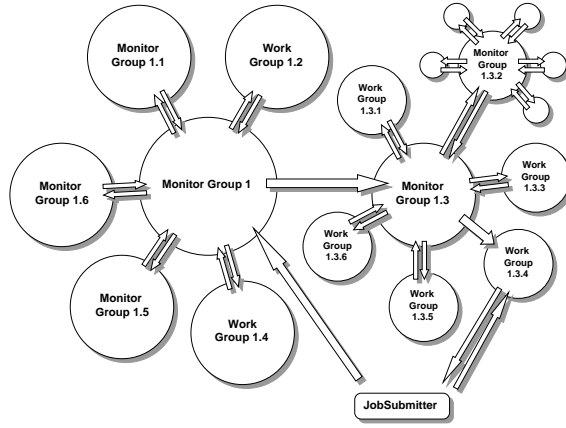 Monitor
Group 1.1
Work
Group 1.2
Monitor
Group
1.3.2
Work
Group
1.3.1
Monitor Group 1
Monitor
Group 1.3
Work
Group
1.3.3
Monitor
Group 1.6
Work
Group
1.3.6
Work
Group
1.3.4
Monitor
Group 1.5
Work
Group 1.4
Work
Group
1.3.5
JobSubmitter